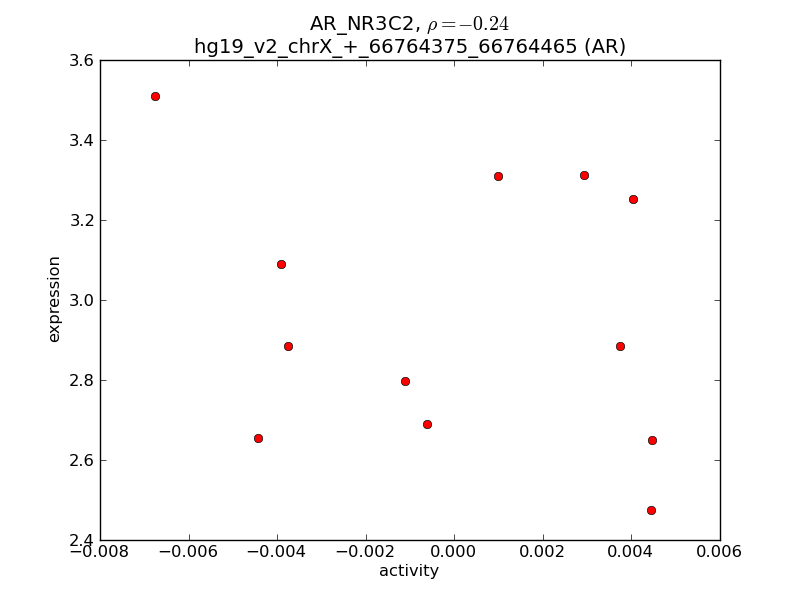 AR_NR3C2, ρ = −0.24
hg19_v2_chrX_+_66764375_66764465 (AR)
3.6
3.4
3.2
3.0
2.8
2.6
2.4
expression
−0.008 −0.006 −0.004 −0.002 0.000 0.002 0.004 0.006
activity